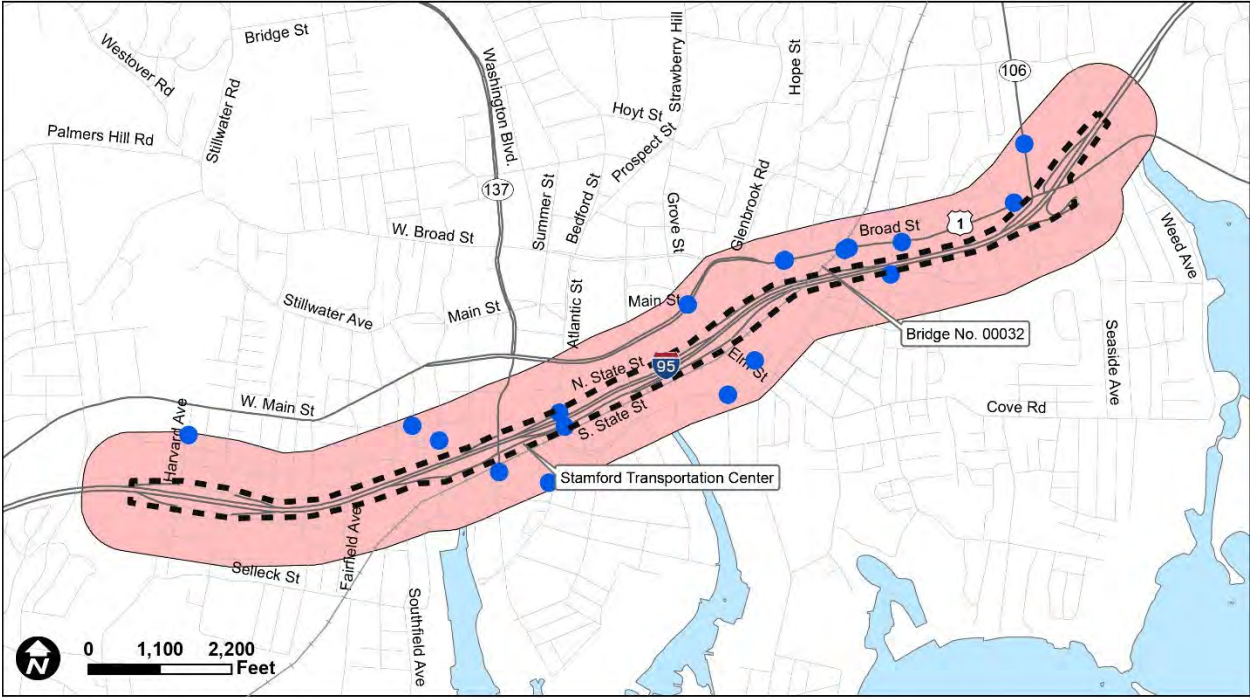 Bridge St
Westover Rd
Stillwater Rd
Palmers Hill Rd
Washington Blvd.
137
Strawberry Hill
Hope St
Hoyt St
Prospect St
106
Summer St
Bedford St
Grove St
Glenbrook Rd
W. Broad St
Broad St
1
Weed Ave
Stillwater Ave
Main St
Atlantic St
Main St
Bridge No. 00032
N. State St
95
Elm St
Seaside Ave
W. Main St
S. State St
Cove Rd
Harvard Ave
Stamford Transportation Center
Fairfield Ave
Selleck St
Southfield Ave
N
0 1,100 2,200
Feet